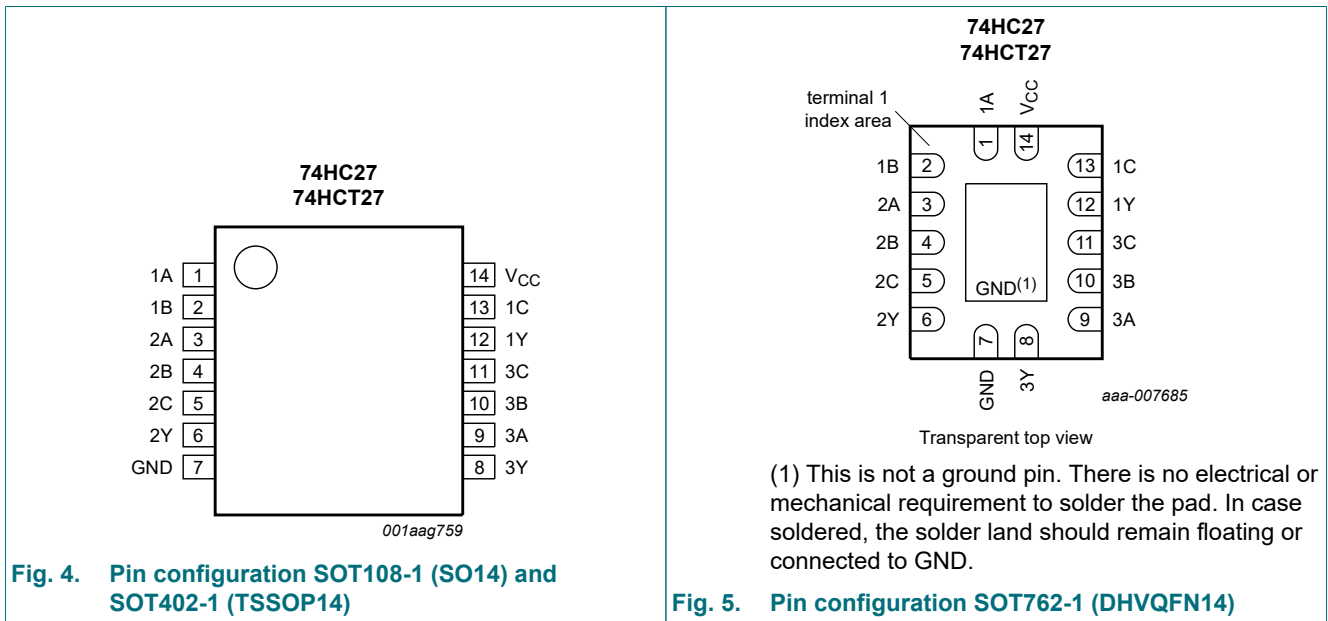 74HC27
74HCT27
1A 1
1B 2
2A 3
2B 4
2C 5
2Y 6
GND 7
14 VCC
13 1C
12 1Y
11 3C
10 3B
9 3A
8 3Y
001aag759
Fig. 4. Pin configuration SOT108-1 (SO14) and
SOT402-1 (TSSOP14)
74HC27
74HCT27
terminal 1
index area
1A
VCC
1
14
1B 2
2A 3
2B 4
2C 5
2Y 6
13 1C
12 1Y
11 3C
10 3B
9 3A
GND(1)
7
8
GND
3Y
aaa-007685
Transparent top view
(1) This is not a ground pin. There is no electrical or
mechanical requirement to solder the pad. In case
soldered, the solder land should remain floating or
connected to GND.
Fig. 5. Pin configuration SOT762-1 (DHVQFN14)